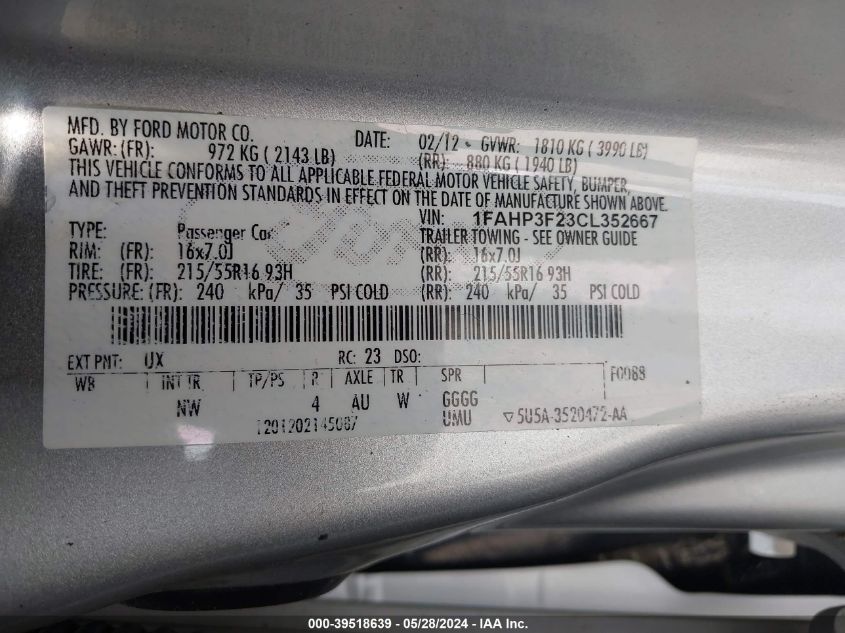 MFD. BY FORD MOTOR CO. DATE: 02/12 GVWR: 1810 KG ( 3990 LB)
GAWR: (FR): 972 KG ( 2143 LB) (RR): 880 KG ( 1940 LB)
THIS VEHICLE CONFORMS TO ALL APPLICABLE FEDERAL MOTOR VEHICLE SAFETY, BUMPER,
AND THEFT PREVENTION STANDARDS IN EFFECT ON THE DATE OF MANUFACTURE SHOWN ABOVE.
VIN: 1FAHP3F23CL352667
TYPE: Passenger Car TRAILER TOWING - SEE OWNER GUIDE
RIM: (FR): 16x7.0J (RR): 16x7.0J
TIRE: (FR): 215/55R16 93H (RR): 215/55R16 93H
PRESSURE: (FR): 240 kPa/ 35 PSI COLD (RR): 240 kPa/ 35 PSI COLD
EXT PNT: UX RC: 23 DSO:
WB INT TR TP/PS R AXLE TR SPR F0088
NW 4 AU W GGGG
UMU ▽ 5U5A-3520472-AA
1201202145087
000-39518639 - 05/28/2024 - IAA Inc.